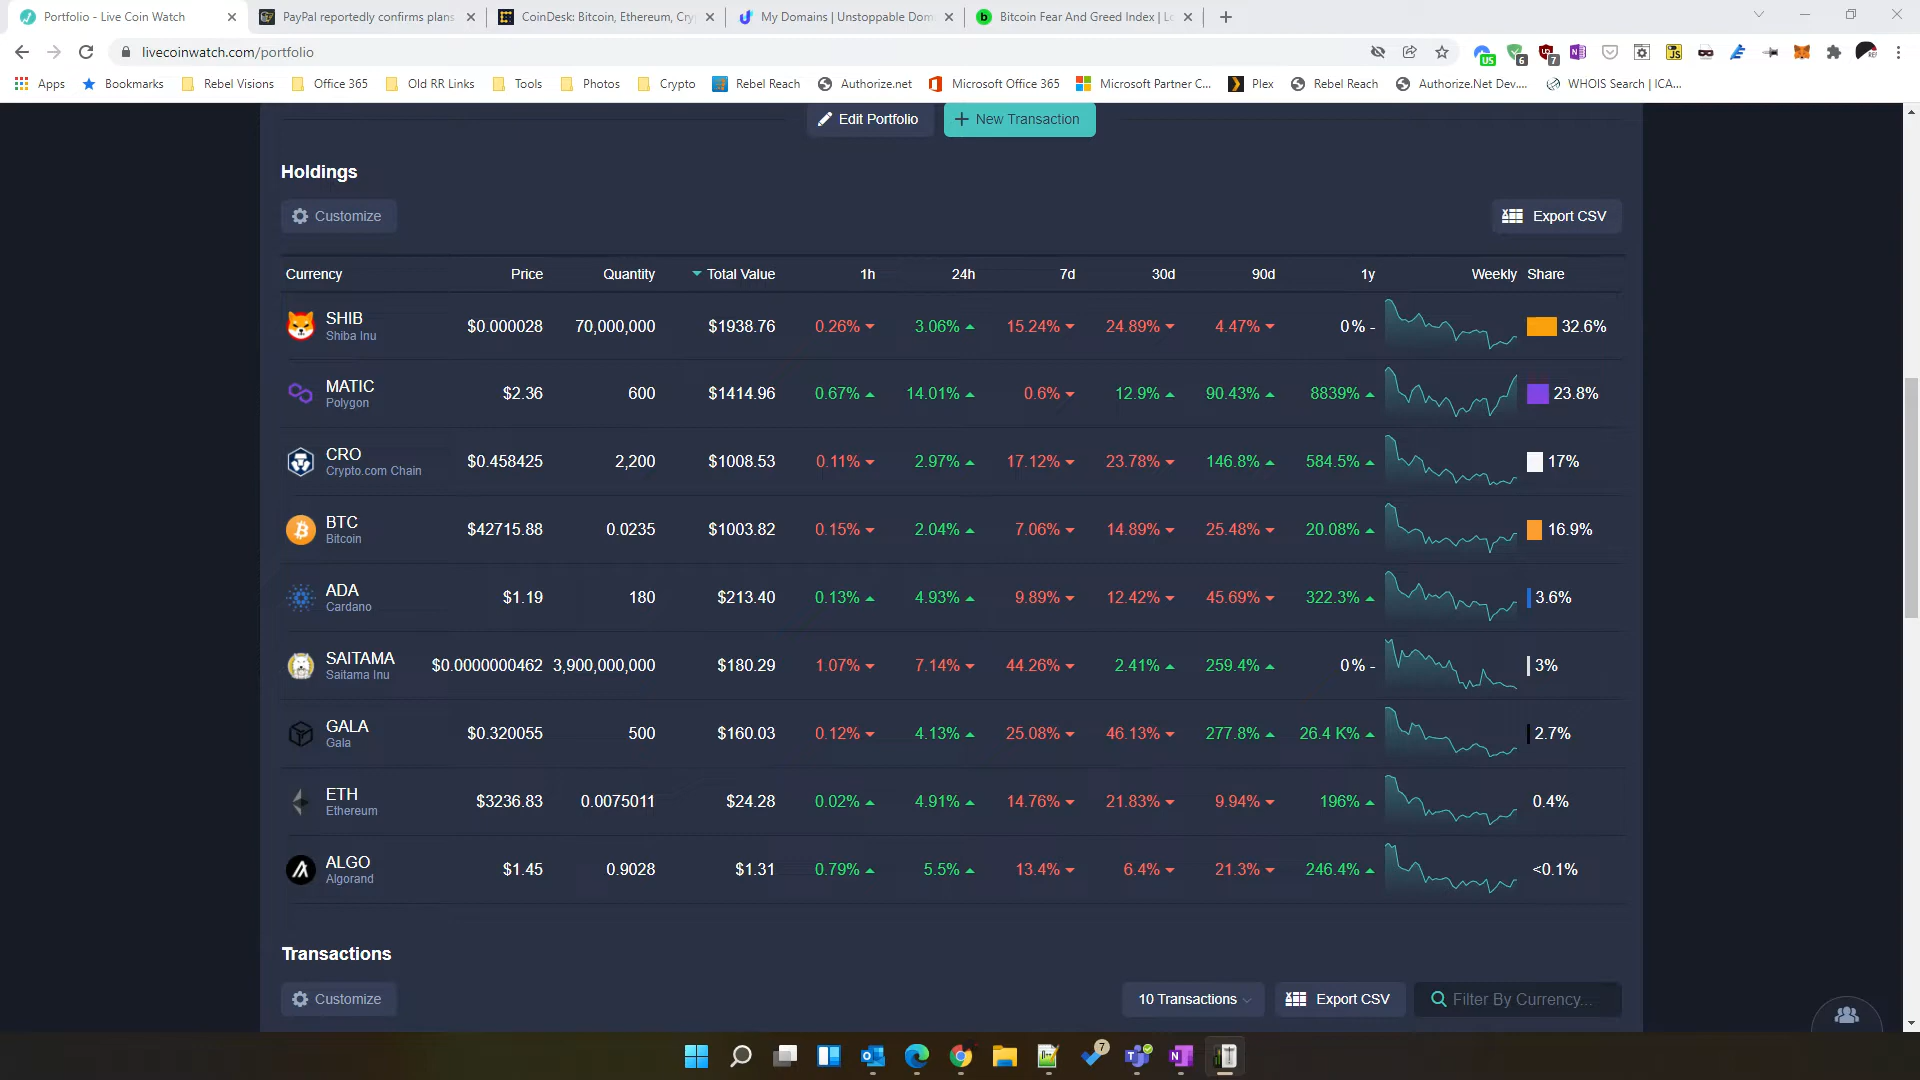 Portfolio - Live Coin Watch
PayPal reportedly confirms plans
CoinDesk: Bitcoin, Ethereum, Cry
My Domains | Unstoppable Dom
Bitcoin Fear And Greed Index |
livecoinwatch.com/portfolio
US 6 7 JS
Apps Bookmarks Rebel Visions Office 365 Old RR Links Tools Photos Crypto Rebel Reach Authorize.net Microsoft Office 365 Microsoft Partner C... Plex Rebel Reach Authorize.Net Dev.... WHOIS Search | ICA...
Edit Portfolio + New Transaction
Holdings
Customize Export CSV
Currency Price Quantity Total Value 1h 24h 7d 30d 90d 1y Weekly Share
SHIB
Shiba Inu
$0.000028 70,000,000 $1938.76 0.26% 3.06% 15.24% 24.89% 4.47% 0% - 32.6%
MATIC
Polygon
$2.36 600 $1414.96 0.67% 14.01% 0.6% 12.9% 90.43% 8839% 23.8%
CRO
Crypto.com Chain
$0.458425 2,200 $1008.53 0.11% 2.97% 17.12% 23.78% 146.8% 584.5% 17%
BTC
Bitcoin
$42715.88 0.0235 $1003.82 0.15% 2.04% 7.06% 14.89% 25.48% 20.08% 16.9%
ADA
Cardano
$1.19 180 $213.40 0.13% 4.93% 9.89% 12.42% 45.69% 322.3% 3.6%
SAITAMA
Saitama Inu
$0.0000000462 3,900,000,000 $180.29 1.07% 7.14% 44.26% 2.41% 259.4% 0% - 3%
GALA
Gala
$0.320055 500 $160.03 0.12% 4.13% 25.08% 46.13% 277.8% 26.4 K% 2.7%
ETH
Ethereum
$3236.83 0.0075011 $24.28 0.02% 4.91% 14.76% 21.83% 9.94% 196% 0.4%
ALGO
Algorand
$1.45 0.9028 $1.31 0.79% 5.5% 13.4% 6.4% 21.3% 246.4% <0.1%
Transactions
Customize 10 Transactions Export CSV Filter By Currency...
7